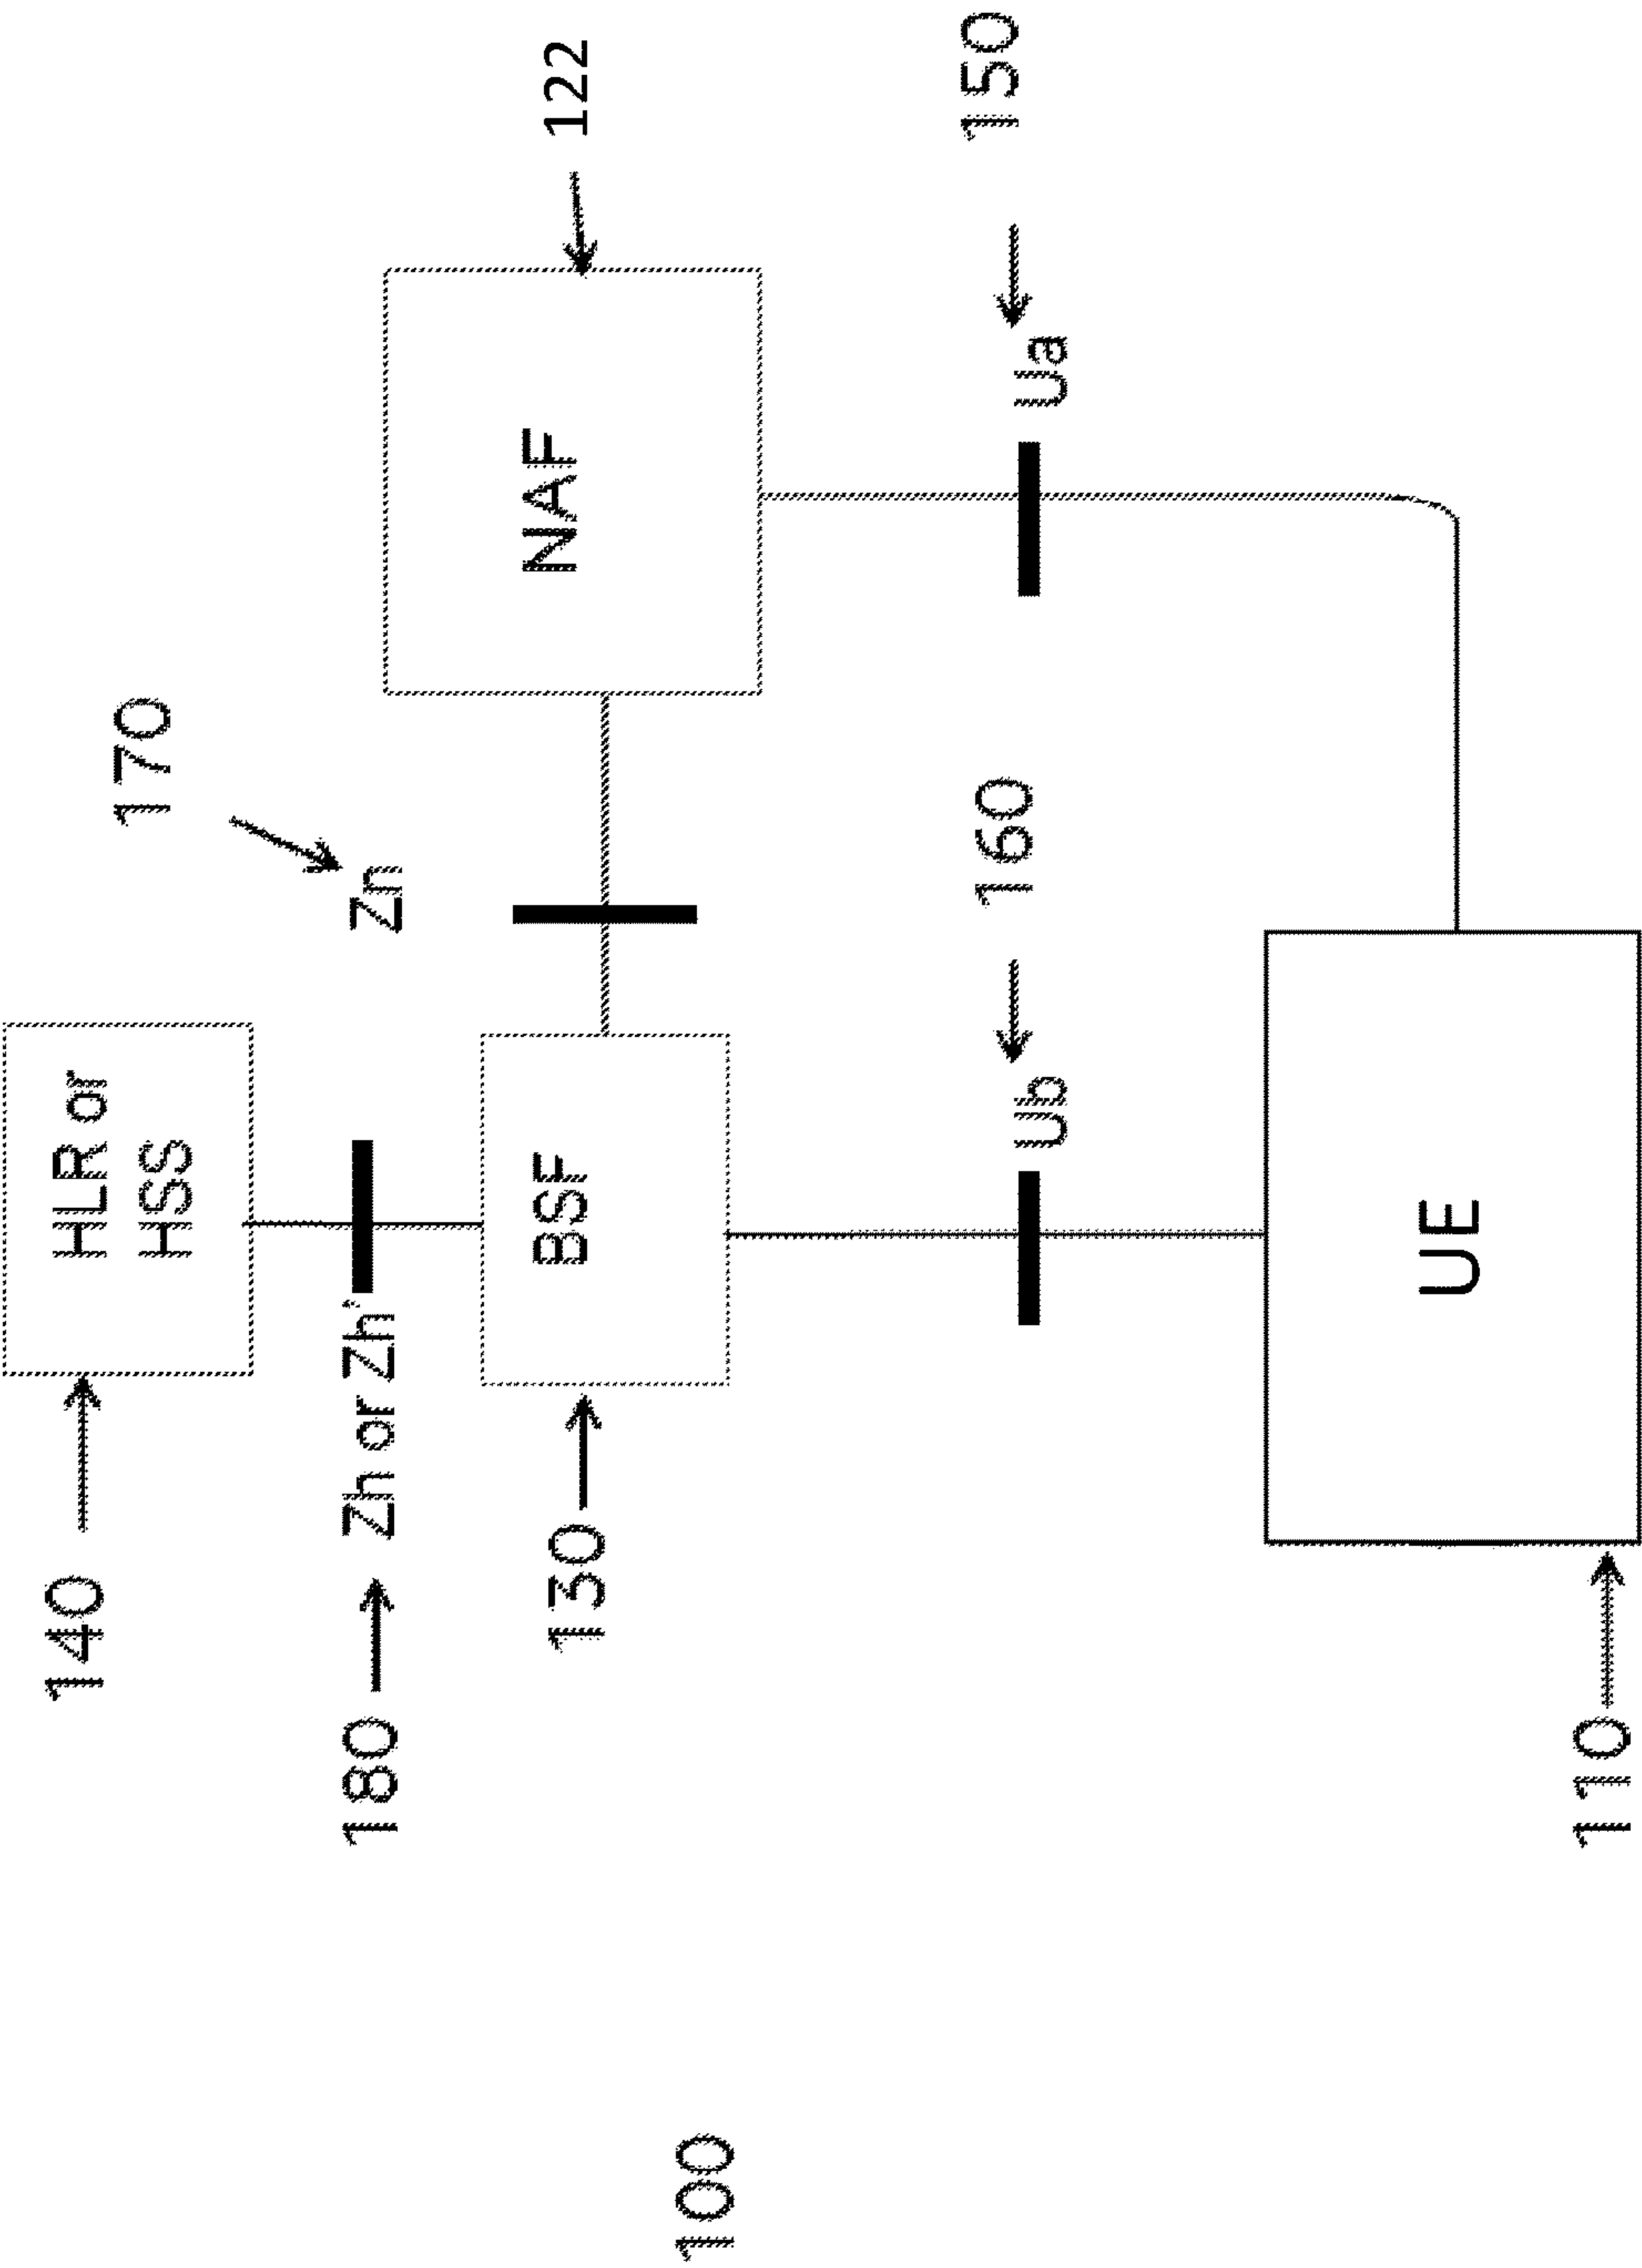 140
HLR or
HSS
170
180
Zh or Zh'
Zn
130
BSF
NAF
122
100
160
150
Ub
Ua
UE
110